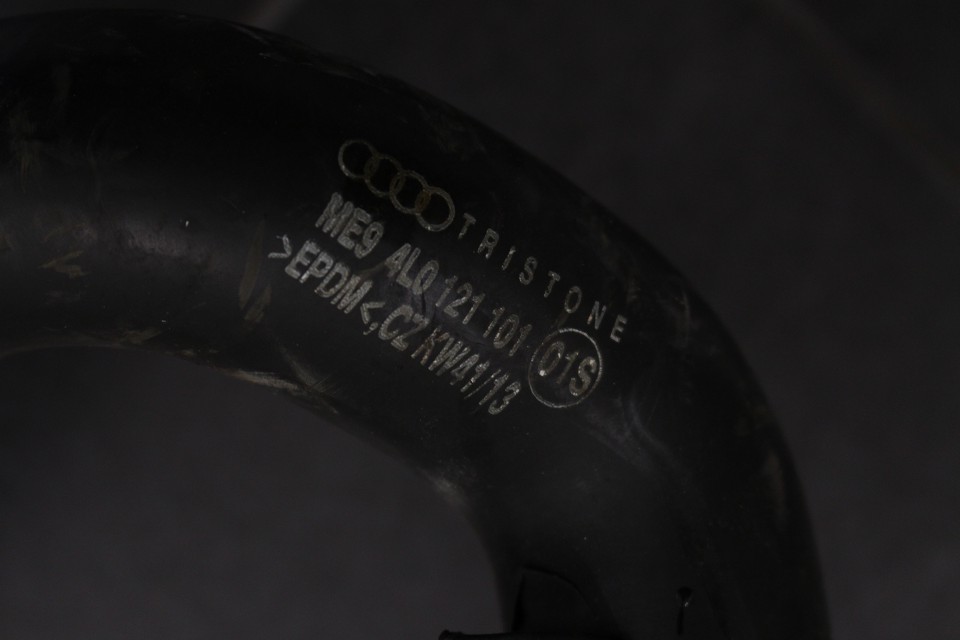 TRISTONE
ME9 4L0 121 101 01S
>EPDM<, CZ KW41/13